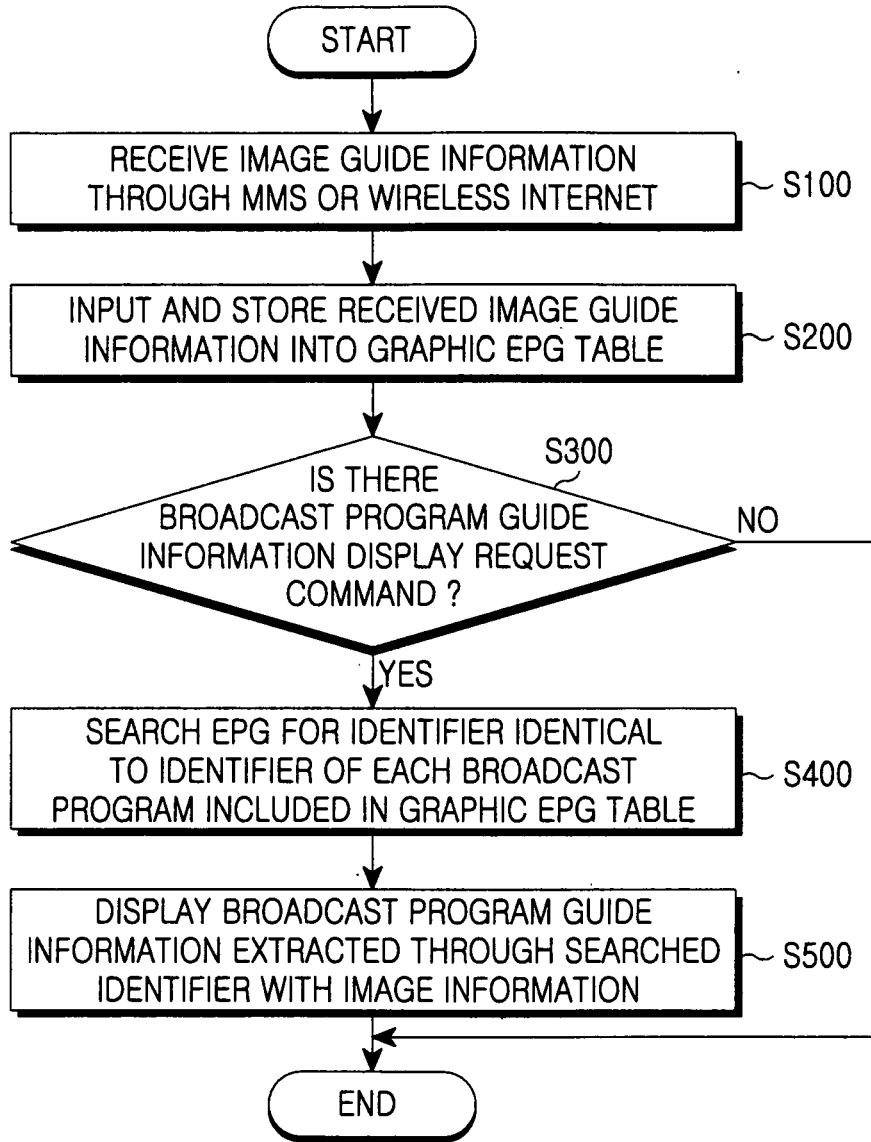 START
RECEIVE IMAGE GUIDE INFORMATION
THROUGH MMS OR WIRELESS INTERNET
S100
INPUT AND STORE RECEIVED IMAGE GUIDE
INFORMATION INTO GRAPHIC EPG TABLE
S200
S300
IS THERE
BROADCAST PROGRAM GUIDE
INFORMATION DISPLAY REQUEST
COMMAND ?
NO
YES
SEARCH EPG FOR IDENTIFIER IDENTICAL
TO IDENTIFIER OF EACH BROADCAST
PROGRAM INCLUDED IN GRAPHIC EPG TABLE
S400
DISPLAY BROADCAST PROGRAM GUIDE
INFORMATION EXTRACTED THROUGH SEARCHED
IDENTIFIER WITH IMAGE INFORMATION
S500
END